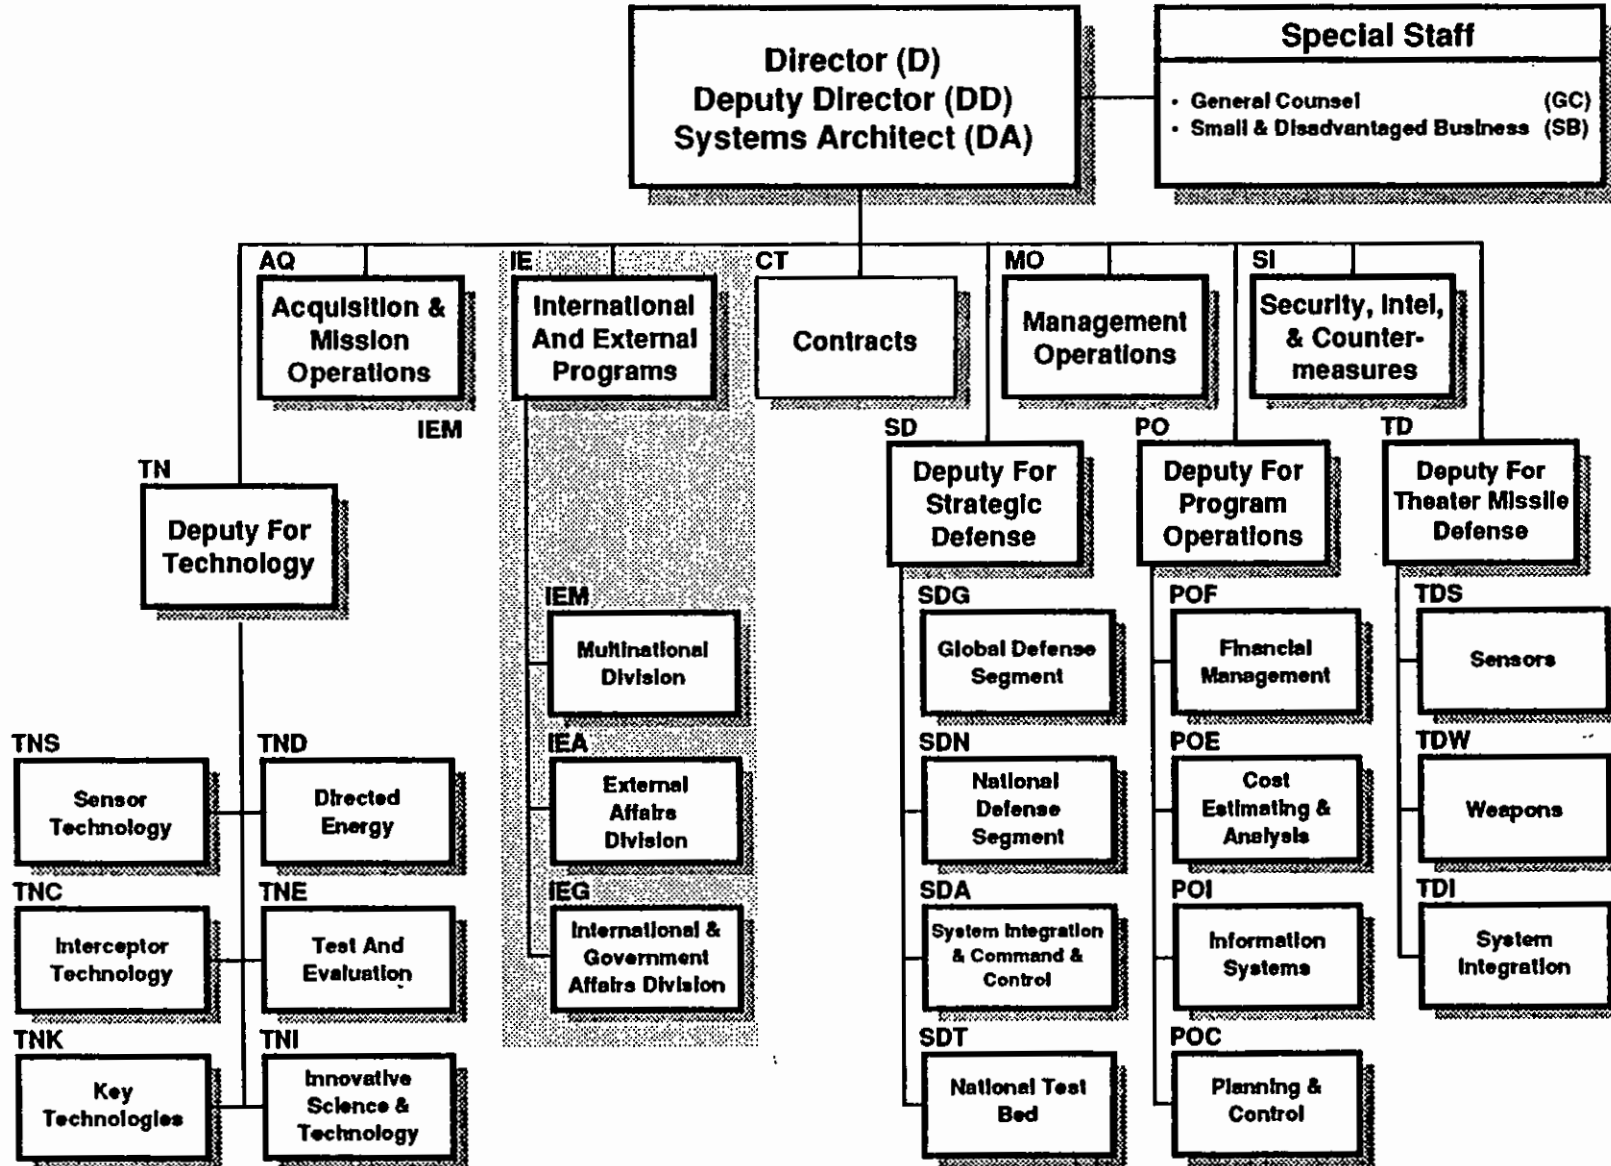 Director (D)
Deputy Director (DD)
Systems Architect (DA)
Special Staff
• General Counsel (GC)
• Small & Disadvantaged Business (SB)
AQ
Acquisition &
Mission
Operations
IE
International
And External
Programs
CT
Contracts
MO
Management
Operations
SI
Security, Intel,
& Counter-
measures
IEM
TN
Deputy For
Technology
SD
Deputy For
Strategic
Defense
PO
Deputy For
Program
Operations
TD
Deputy For
Theater Missile
Defense
TNS
Sensor
Technology
TND
Directed
Energy
TNC
Interceptor
Technology
TNE
Test And
Evaluation
TNK
Key
Technologies
TNI
Innovative
Science &
Technology
IEM
Multinational
Division
IEA
External
Affairs
Division
IEG
International &
Government
Affairs Division
SDG
Global Defense
Segment
SDN
National
Defense
Segment
SDA
System Integration
& Command &
Control
SDT
National Test
Bed
POF
Financial
Management
POE
Cost
Estimating &
Analysis
POI
Information
Systems
POC
Planning &
Control
TDS
Sensors
TDW
Weapons
TDI
System
Integration